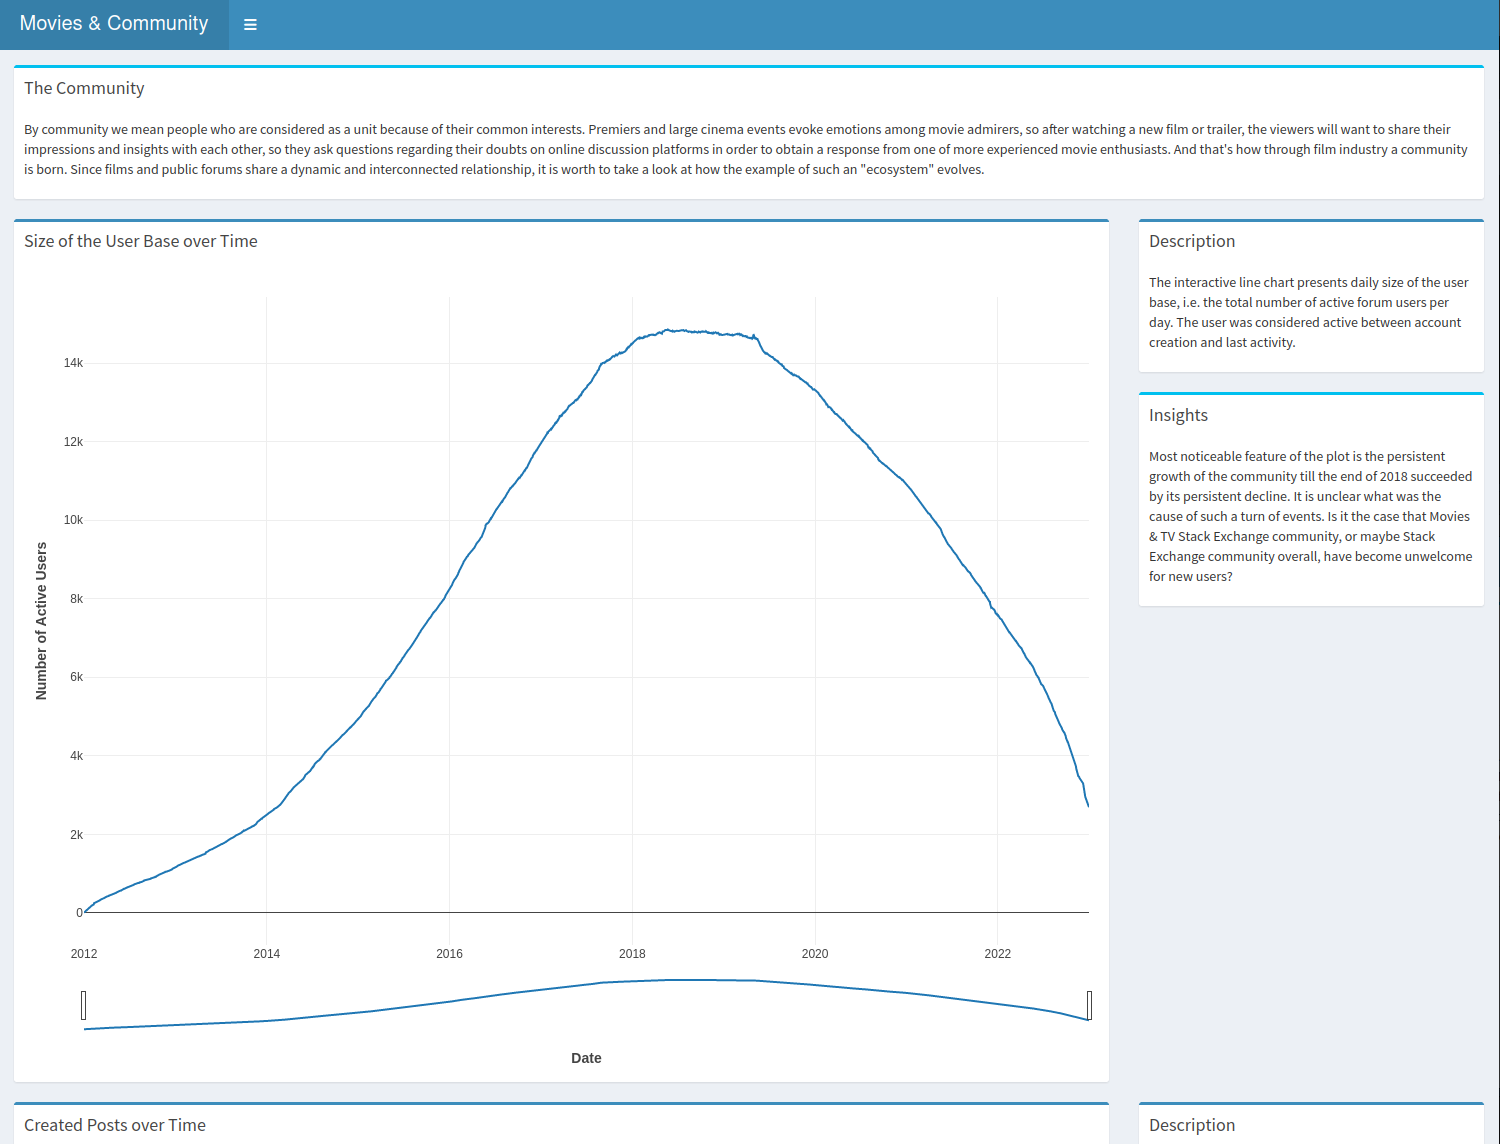 Movies & Community
The Community
By community we mean people who are considered as a unit because of their common interests. Premiers and large cinema events evoke emotions among movie admirers, so after watching a new film or trailer, the viewers will want to share their
impressions and insights with each other, so they ask questions regarding their doubts on online discussion platforms in order to obtain a response from one of more experienced movie enthusiasts. And that's how through film industry a community
is born. Since films and public forums share a dynamic and interconnected relationship, it is worth to take a look at how the example of such an "ecosystem" evolves.
Size of the User Base over Time
14k
12k
10k
8k
6k
4k
2k
0
Number of Active Users
2012
2014
2016
2018
2020
2022
Date
Description
The interactive line chart presents daily size of the user
base, i.e. the total number of active forum users per
day. The user was considered active between account
creation and last activity.
Insights
Most noticeable feature of the plot is the persistent
growth of the community till the end of 2018 succeeded
by its persistent decline. It is unclear what was the
cause of such a turn of events. Is it the case that Movies
& TV Stack Exchange community, or maybe Stack
Exchange community overall, have become unwelcome
for new users?
Created Posts over Time
Description